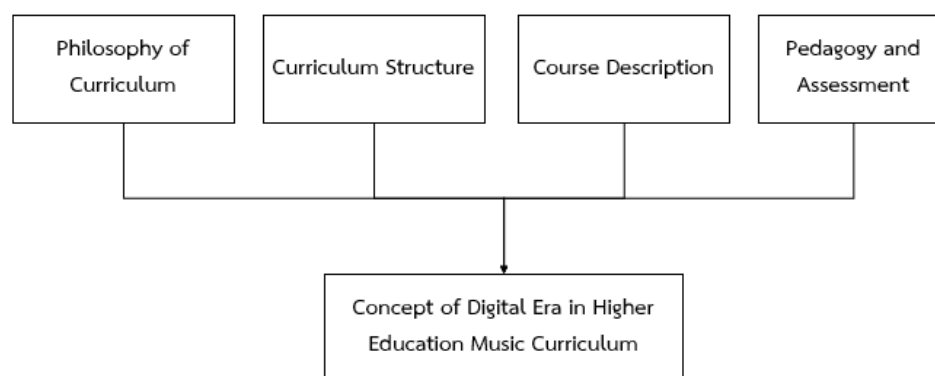 Philosophy of
Curriculum
Curriculum Structure
Course Description
Pedagogy and
Assessment
Concept of Digital Era in Higher
Education Music Curriculum